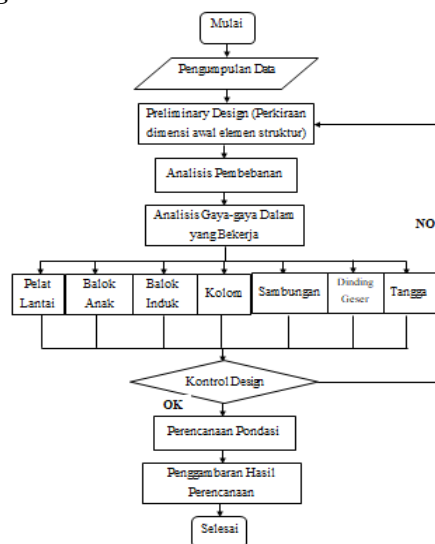 Mulai
Pengumpulan Data
Preliminary Design (Perkiraan
dimensi awal elemen struktur)
Analisis Pembebanan
Analisis Gaya-gaya Dalam
yang Bekerja
NO
Pelat
Lantai
Balok
Anak
Balok
Induk
Kolom
Sambungan
Dinding
Geser
Tangga
Kontrol Design
OK
Perencanaan Pondasi
Penggambaran Hasil
Perencanaan
Selesai